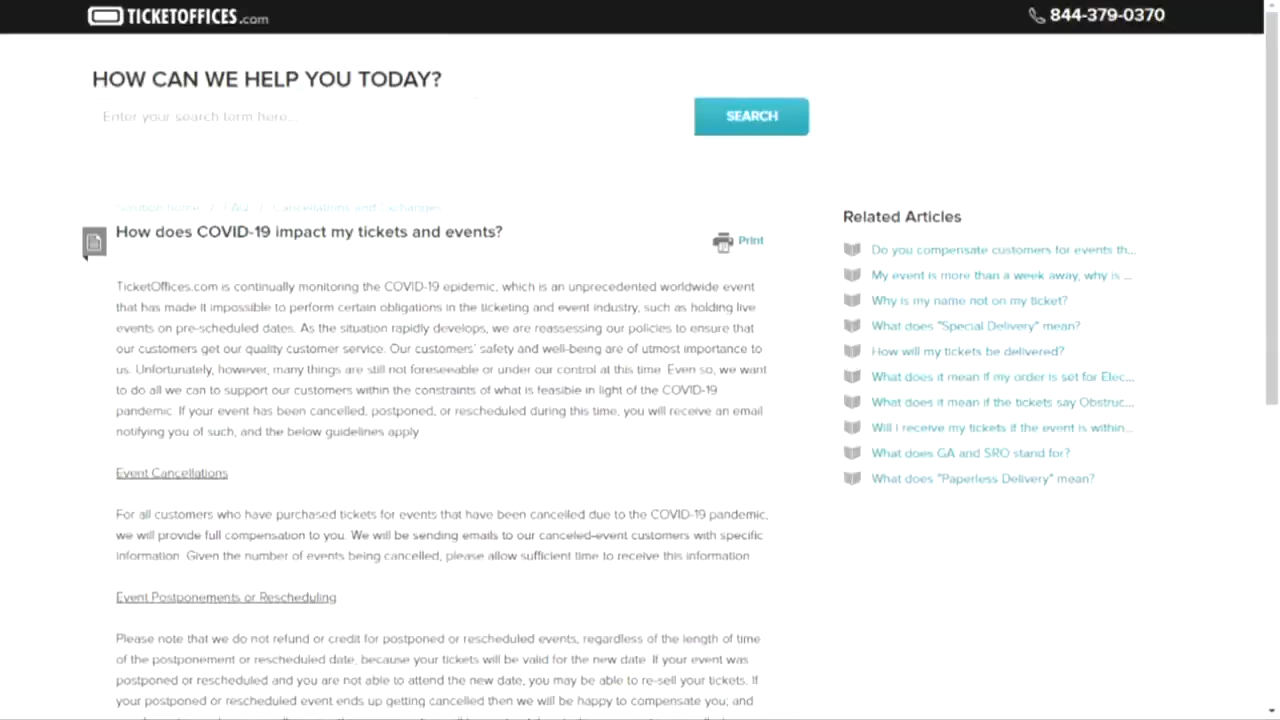 TICKETOFFICES.com
844-379-0370
HOW CAN WE HELP YOU TODAY?
Enter your search term here...
SEARCH
Solution home / FAQ / Cancellations and Exchanges
How does COVID-19 impact my tickets and events?
Print
TicketOffices.com is continually monitoring the COVID-19 epidemic, which is an unprecedented worldwide event
that has made it impossible to perform certain obligations in the ticketing and event industry, such as holding live
events on pre-scheduled dates. As the situation rapidly develops, we are reassessing our policies to ensure that
our customers get our quality customer service. Our customers' safety and well-being are of utmost importance to
us. Unfortunately, however, many things are still not foreseeable or under our control at this time. Even so, we want
to do all we can to support our customers within the constraints of what is feasible in light of the COVID-19
pandemic. If your event has been cancelled, postponed, or rescheduled during this time, you will receive an email
notifying you of such, and the below guidelines apply
Event Cancellations
For all customers who have purchased tickets for events that have been cancelled due to the COVID-19 pandemic,
we will provide full compensation to you. We will be sending emails to our canceled-event customers with specific
information. Given the number of events being cancelled, please allow sufficient time to receive this information
Event Postponements or Rescheduling
Please note that we do not refund or credit for postponed or rescheduled events, regardless of the length of time
of the postponement or rescheduled date, because your tickets will be valid for the new date. If your event was
postponed or rescheduled and you are not able to attend the new date, you may be able to re-sell your tickets. If
your postponed or rescheduled event ends up getting cancelled then we will be happy to compensate you; and
Related Articles
Do you compensate customers for events th...
My event is more than a week away, why is ...
Why is my name not on my ticket?
What does "Special Delivery" mean?
How will my tickets be delivered?
What does it mean if my order is set for Elec...
What does it mean if the tickets say Obstruc...
Will I receive my tickets if the event is within...
What does GA and SRO stand for?
What does "Paperless Delivery" mean?